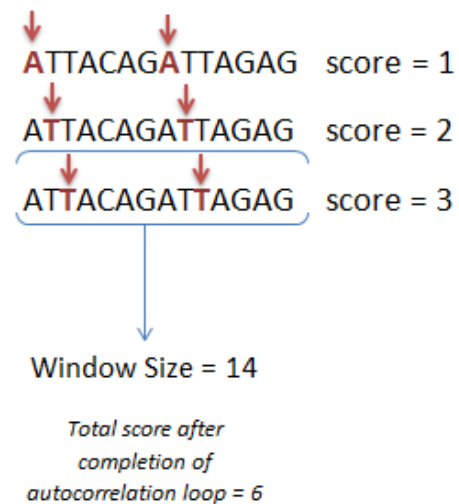 ATTACAGATTAGAG score = 1
ATTACAGATTAGAG score = 2
ATTACAGATTAGAG score = 3
Window Size = 14
Total score after
completion of
autocorrelation loop = 6